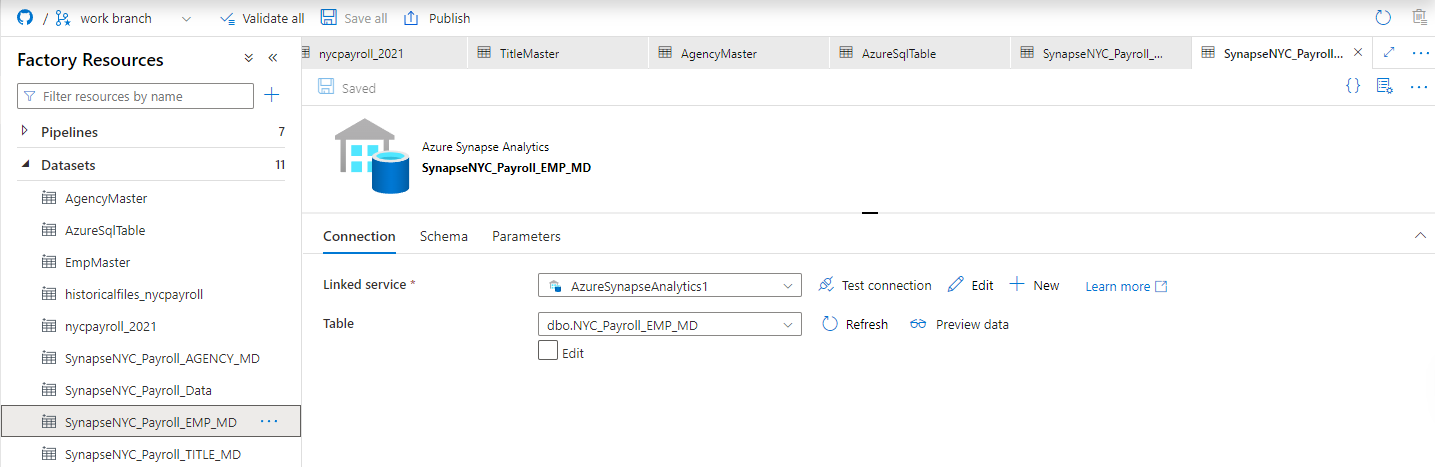 / work branch Validate all Save all Publish
Factory Resources
Filter resources by name
Pipelines 7
Datasets 11
AgencyMaster
AzureSqlTable
EmpMaster
historicalfiles_nycpayroll
nycpayroll_2021
SynapseNYC_Payroll_AGENCY_MD
SynapseNYC_Payroll_Data
SynapseNYC_Payroll_EMP_MD
SynapseNYC_Payroll_TITLE_MD
nycpayroll_2021 TitleMaster AgencyMaster AzureSqlTable SynapseNYC_Payroll_... SynapseNYC_Payroll...
Saved
Azure Synapse Analytics
SynapseNYC_Payroll_EMP_MD
Connection Schema Parameters
Linked service * AzureSynapseAnalytics1 Test connection Edit New Learn more
Table dbo.NYC_Payroll_EMP_MD Refresh Preview data
Edit